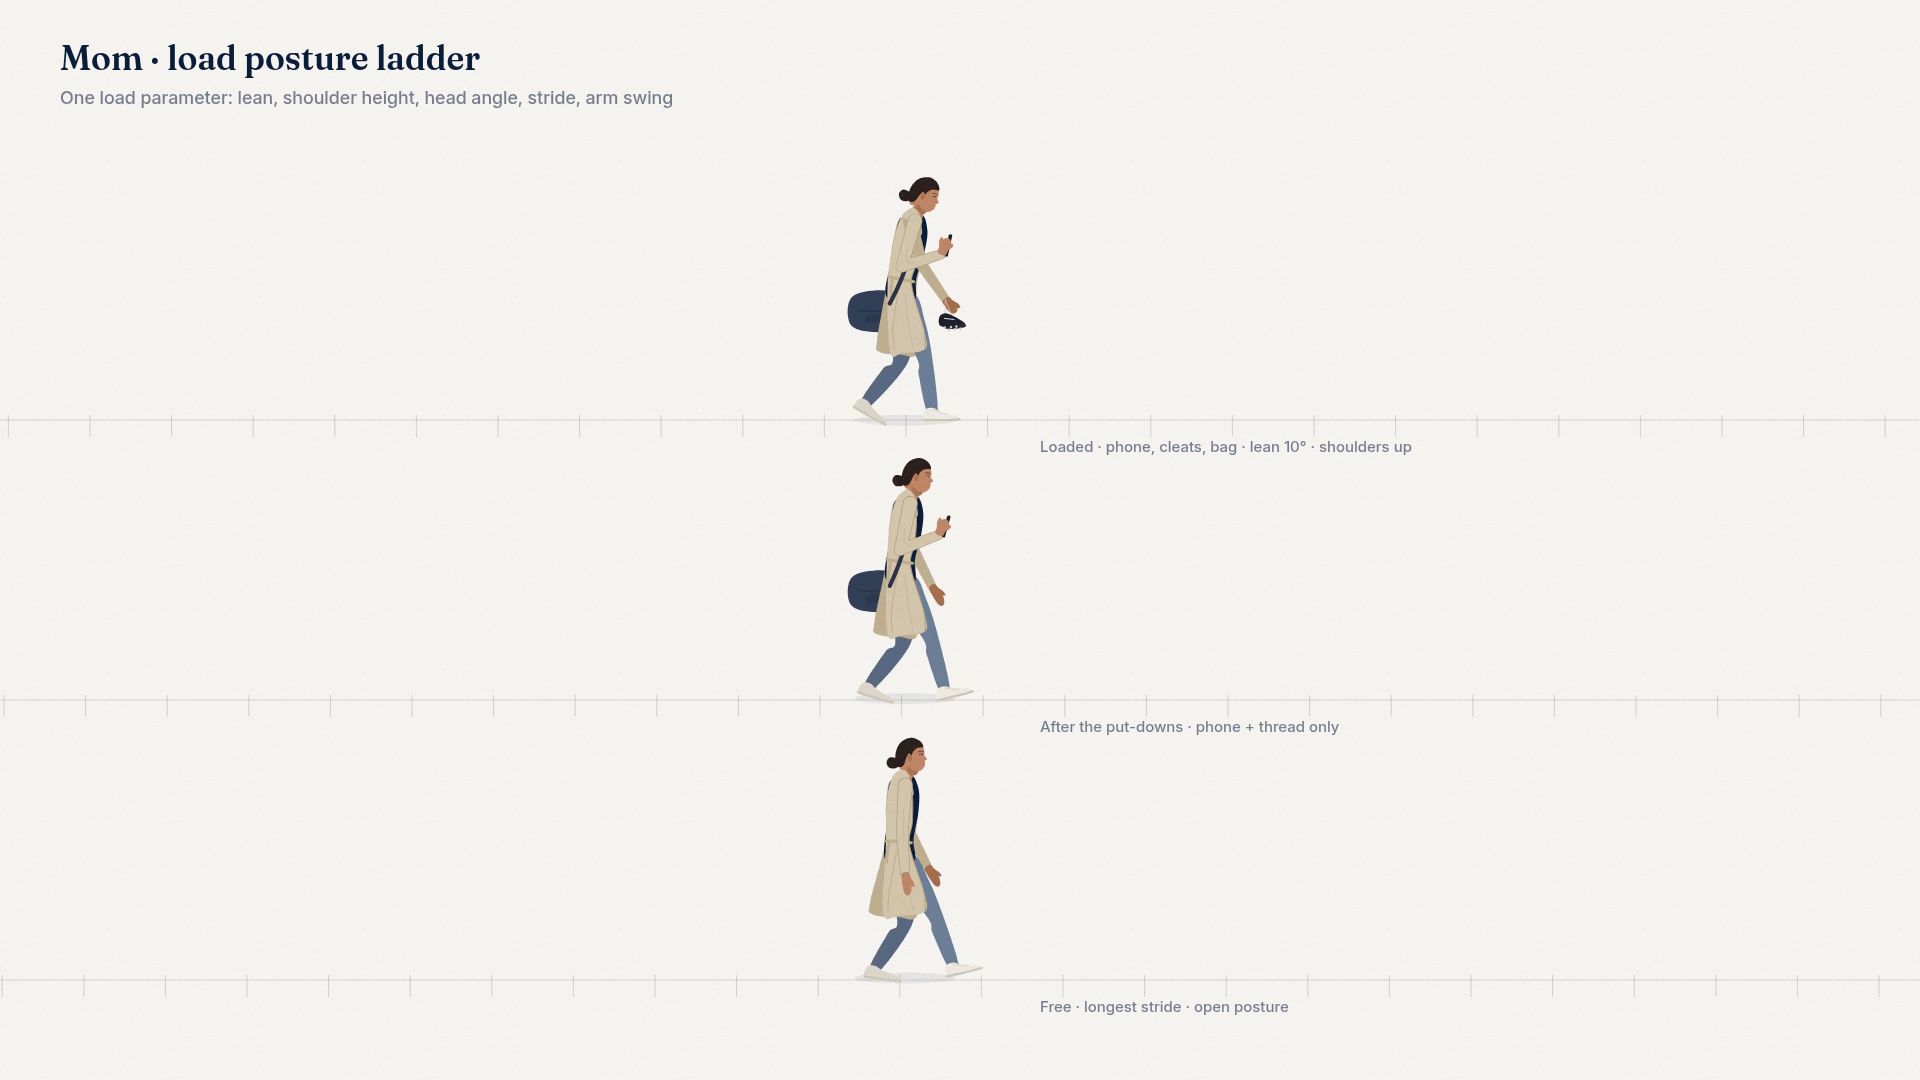 Mom · load posture ladder
One load parameter: lean, shoulder height, head angle, stride, arm swing
Loaded · phone, cleats, bag · lean 10° · shoulders up
After the put-downs · phone + thread only
Free · longest stride · open posture